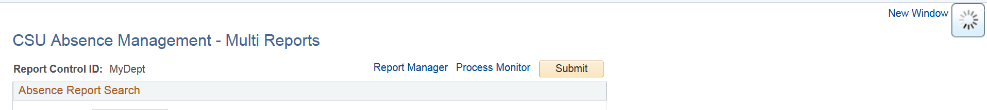 New Window
CSU Absence Management - Multi Reports
Report Control ID: MyDept Report Manager Process Monitor Submit
Absence Report Search